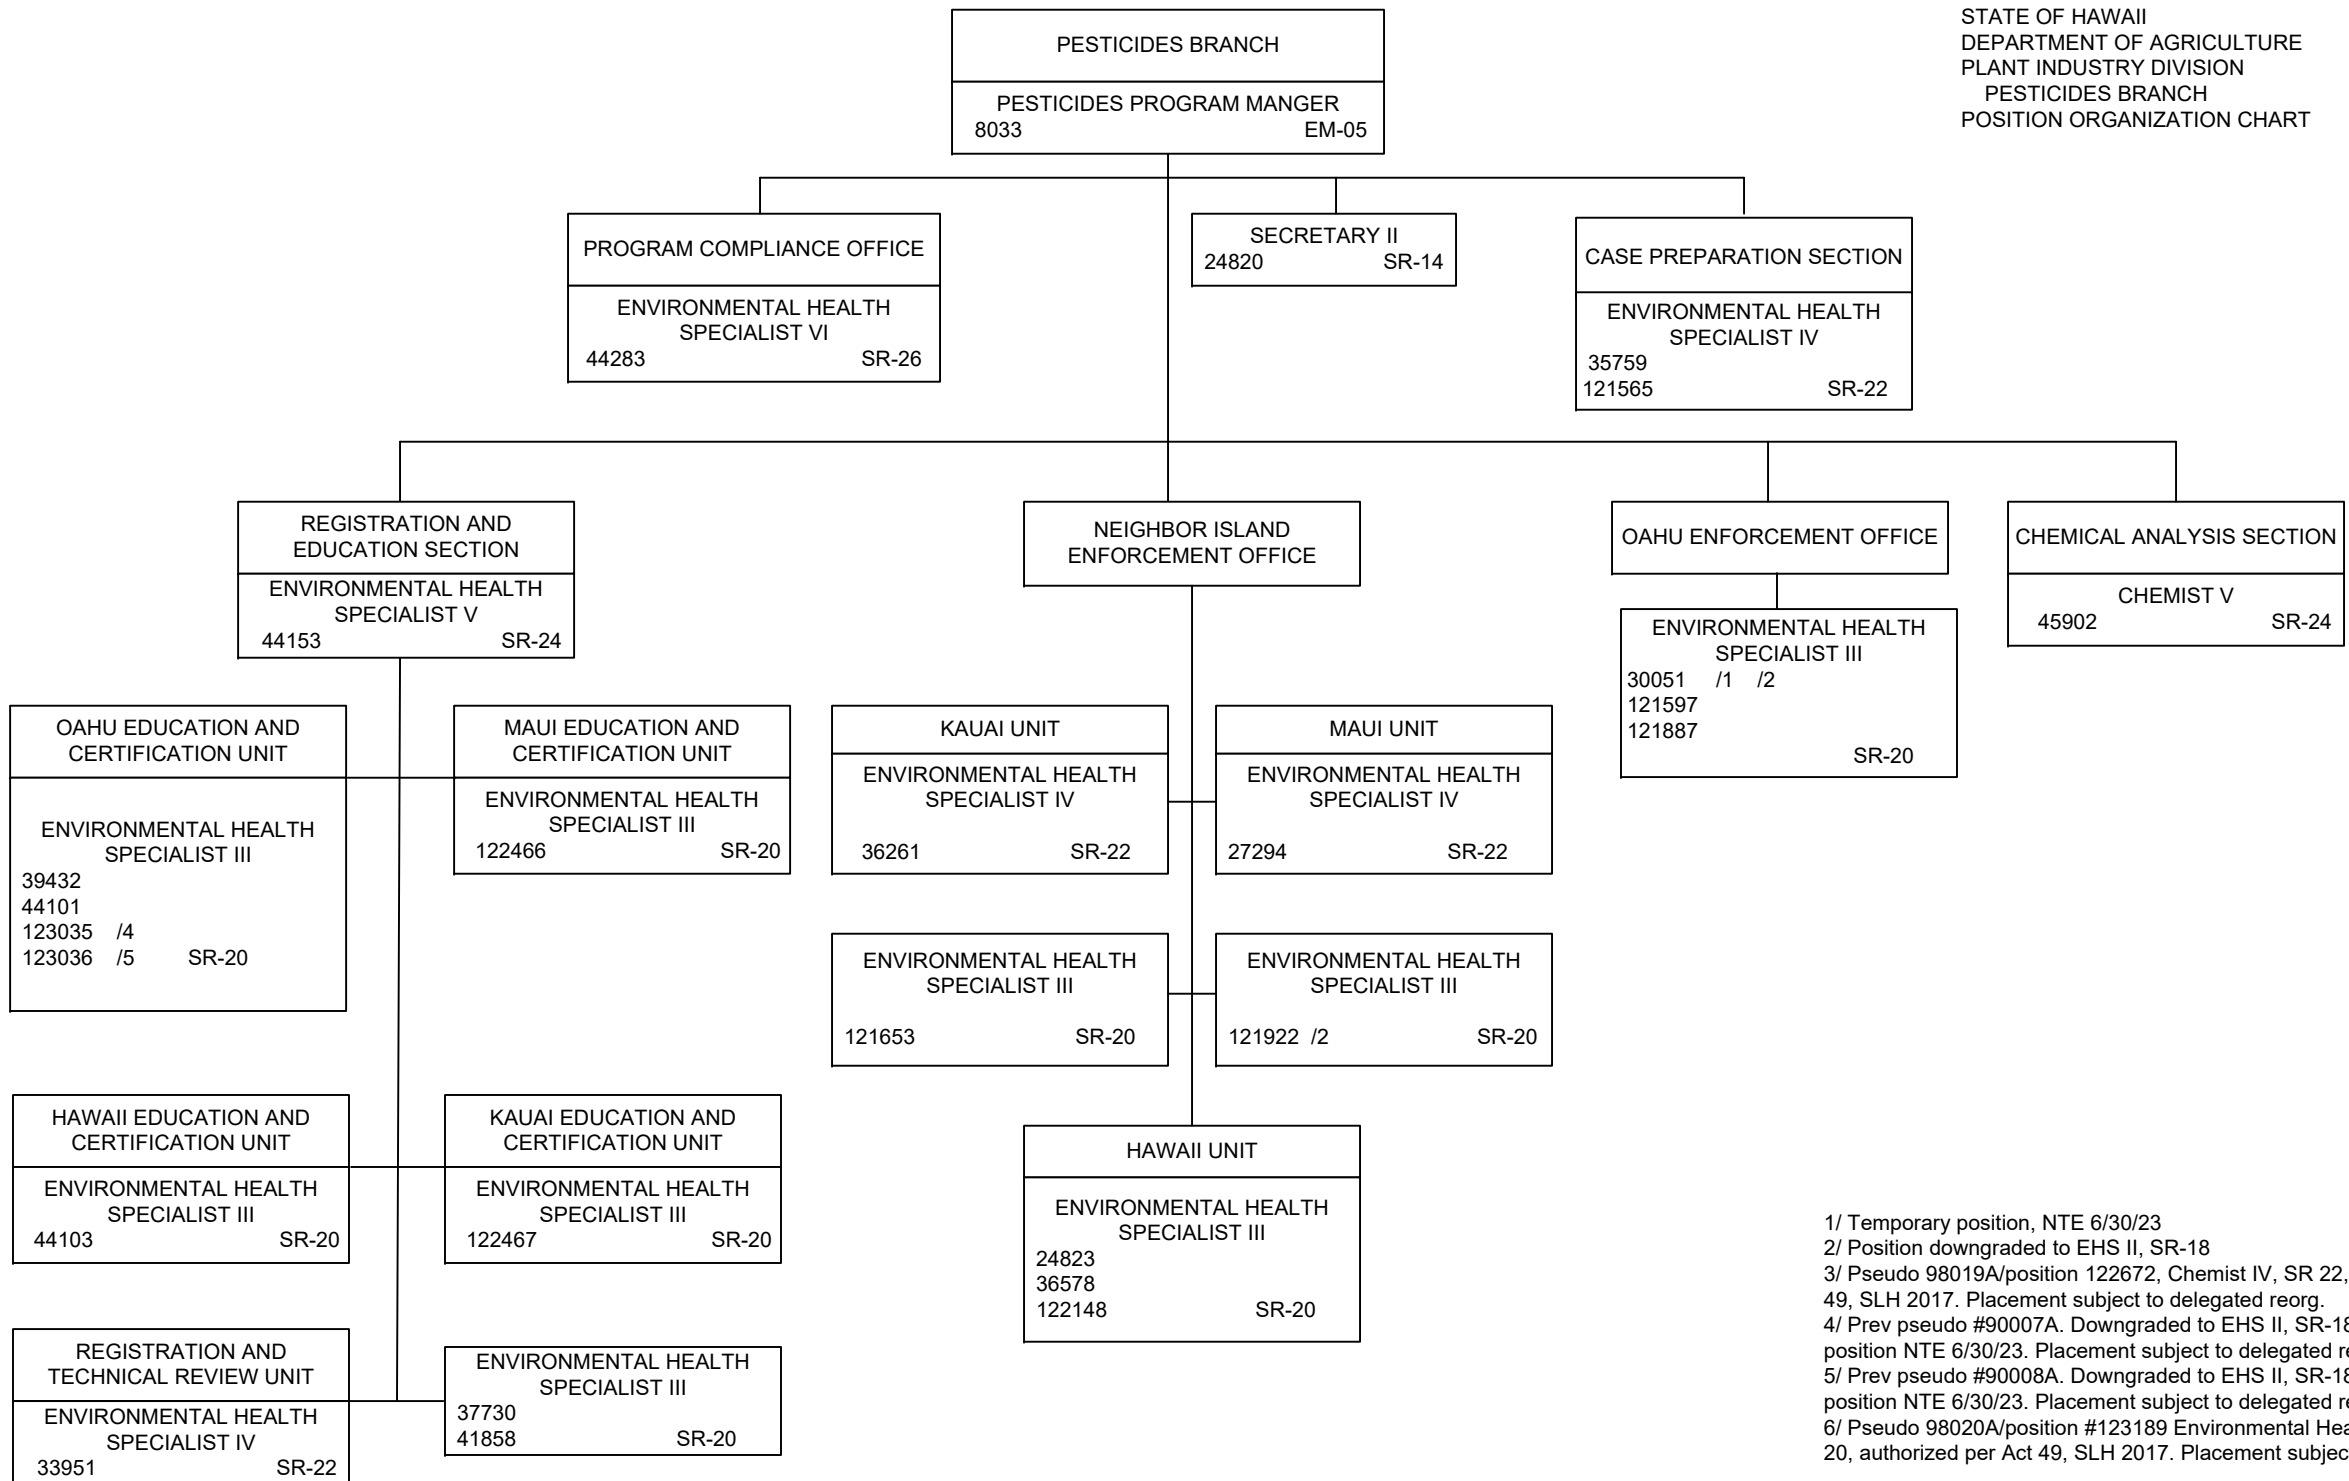 STATE OF HAWAII
DEPARTMENT OF AGRICULTURE
PLANT INDUSTRY DIVISION
PESTICIDES BRANCH
POSITION ORGANIZATION CHART
PESTICIDES BRANCH
PESTICIDES PROGRAM MANGER
8033 EM-05
PROGRAM COMPLIANCE OFFICE
ENVIRONMENTAL HEALTH
SPECIALIST VI
44283 SR-26
SECRETARY II
24820 SR-14
CASE PREPARATION SECTION
ENVIRONMENTAL HEALTH
SPECIALIST IV
35759
121565 SR-22
REGISTRATION AND
EDUCATION SECTION
ENVIRONMENTAL HEALTH
SPECIALIST V
44153 SR-24
NEIGHBOR ISLAND
ENFORCEMENT OFFICE
OAHU ENFORCEMENT OFFICE
ENVIRONMENTAL HEALTH
SPECIALIST III
30051 /1 /2
121597
121887
SR-20
CHEMICAL ANALYSIS SECTION
CHEMIST V
45902 SR-24
OAHU EDUCATION AND
CERTIFICATION UNIT
ENVIRONMENTAL HEALTH
SPECIALIST III
39432
44101
123035 /4
123036 /5 SR-20
MAUI EDUCATION AND
CERTIFICATION UNIT
ENVIRONMENTAL HEALTH
SPECIALIST III
122466 SR-20
KAUAI UNIT
ENVIRONMENTAL HEALTH
SPECIALIST IV
36261 SR-22
MAUI UNIT
ENVIRONMENTAL HEALTH
SPECIALIST IV
27294 SR-22
ENVIRONMENTAL HEALTH
SPECIALIST III
121653 SR-20
ENVIRONMENTAL HEALTH
SPECIALIST III
121922 /2 SR-20
HAWAII EDUCATION AND
CERTIFICATION UNIT
ENVIRONMENTAL HEALTH
SPECIALIST III
44103 SR-20
KAUAI EDUCATION AND
CERTIFICATION UNIT
ENVIRONMENTAL HEALTH
SPECIALIST III
122467 SR-20
HAWAII UNIT
ENVIRONMENTAL HEALTH
SPECIALIST III
24823
36578
122148 SR-20
REGISTRATION AND
TECHNICAL REVIEW UNIT
ENVIRONMENTAL HEALTH
SPECIALIST IV
33951 SR-22
ENVIRONMENTAL HEALTH
SPECIALIST III
37730
41858 SR-20
1/ Temporary position, NTE 6/30/23
2/ Position downgraded to EHS II, SR-18
3/ Pseudo 98019A/position 122672, Chemist IV, SR 22,
49, SLH 2017. Placement subject to delegated reorg.
4/ Prev pseudo #90007A. Downgraded to EHS II, SR-18
position NTE 6/30/23. Placement subject to delegated
5/ Prev pseudo #90008A. Downgraded to EHS II, SR-18
position NTE 6/30/23. Placement subject to delegated
6/ Pseudo 98020A/position #123189 Environmental
20, authorized per Act 49, SLH 2017. Placement